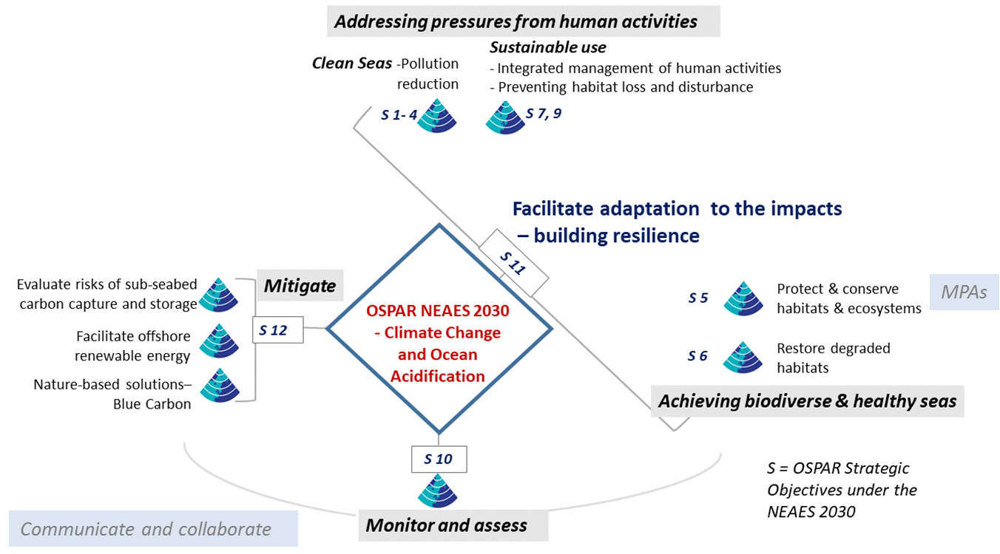 Addressing pressures from human activities
Clean Seas -Pollution
reduction
S 1- 4
Sustainable use
- Integrated management of human activities
- Preventing habitat loss and disturbance
S 7, 9
Facilitate adaptation to the impacts
– building resilience
S 11
Mitigate
Evaluate risks of sub-seabed
carbon capture and storage
Facilitate offshore
renewable energy
Nature-based solutions–
Blue Carbon
S 12
OSPAR NEAES 2030
- Climate Change
and Ocean
Acidification
S 5
Protect & conserve
habitats & ecosystems
MPAs
S 6
Restore degraded
habitats
Achieving biodiverse & healthy seas
S 10
Monitor and assess
S = OSPAR Strategic
Objectives under the
NEAES 2030
Communicate and collaborate